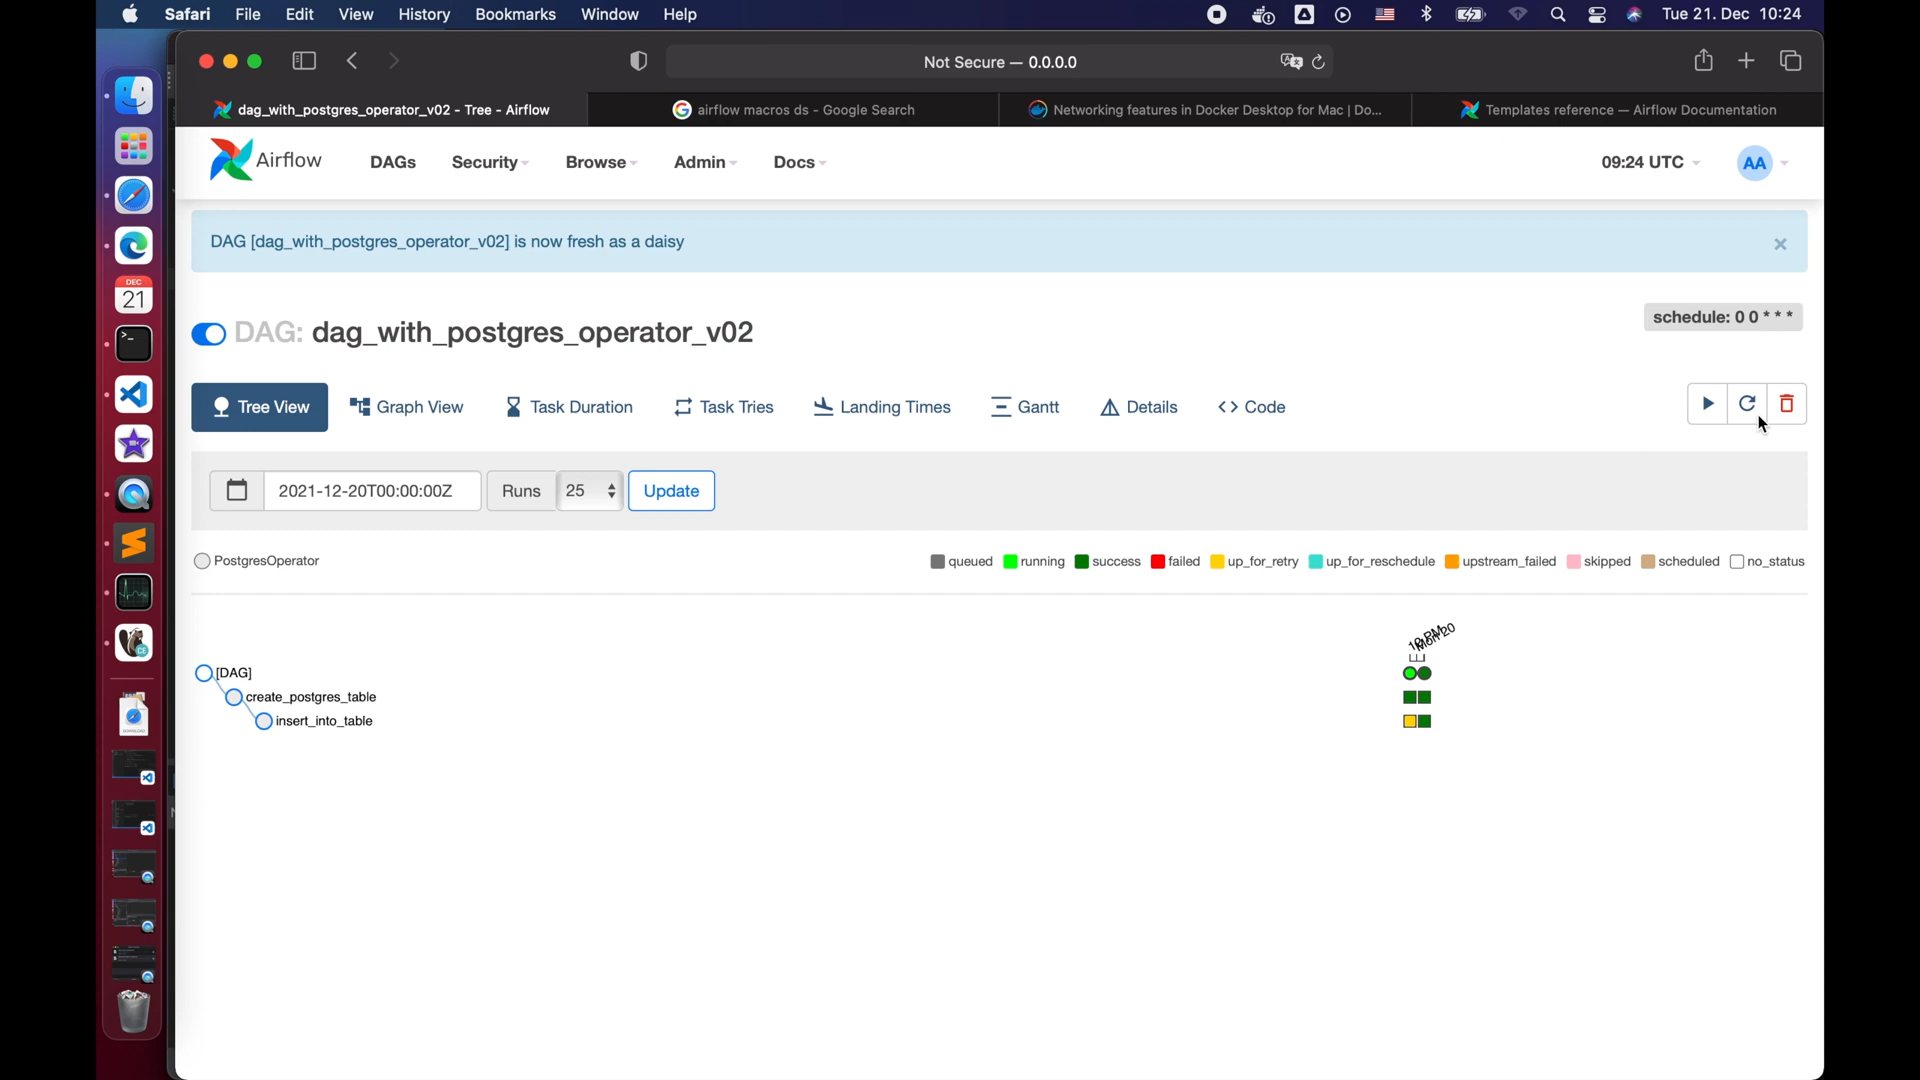 Safari File Edit View History Bookmarks Window Help Tue 21. Dec 10:24
Not Secure — 0.0.0.0
dag_with_postgres_operator_v02 - Tree - Airflow
airflow macros ds - Google Search
Networking features in Docker Desktop for Mac | Do...
Templates reference — Airflow Documentation
Airflow DAGs Security Browse Admin Docs 09:24 UTC AA
DAG [dag_with_postgres_operator_v02] is now fresh as a daisy
×
schedule: 0 0 * * *
DAG: dag_with_postgres_operator_v02
Tree View Graph View Task Duration Task Tries Landing Times Gantt Details <> Code
2021-12-20T00:00:00Z Runs 25 Update
PostgresOperator queued running success failed up_for_retry up_for_reschedule upstream_failed skipped scheduled no_status
Mon 20
[DAG]
create_postgres_table
insert_into_table
DEC
21
CE